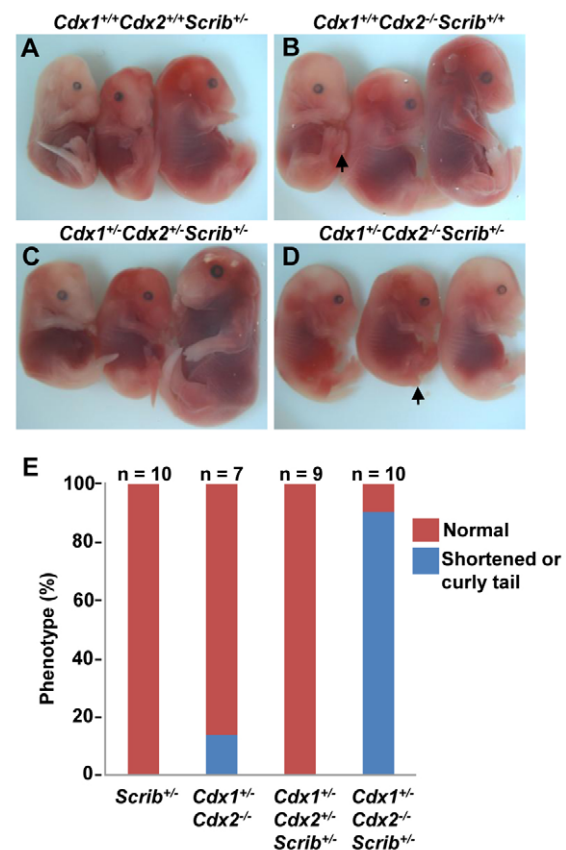 Cdx1+/+Cdx2+/+Scrib+/-
Cdx1+/+Cdx2-/-Scrib+/+
A
B
Cdx1+/-Cdx2+/-Scrib+/-
Cdx1+/-Cdx2-/-Scrib+/-
C
D
E
n = 10
n = 7
n = 9
n = 10
100
80
60
40
20
0
Phenotype (%)
Normal
Shortened or
curly tail
Scrib+/-
Cdx1+/-
Cdx2-/-
Cdx1+/-
Cdx2+/-
Scrib+/-
Cdx1+/-
Cdx2-/-
Scrib+/-